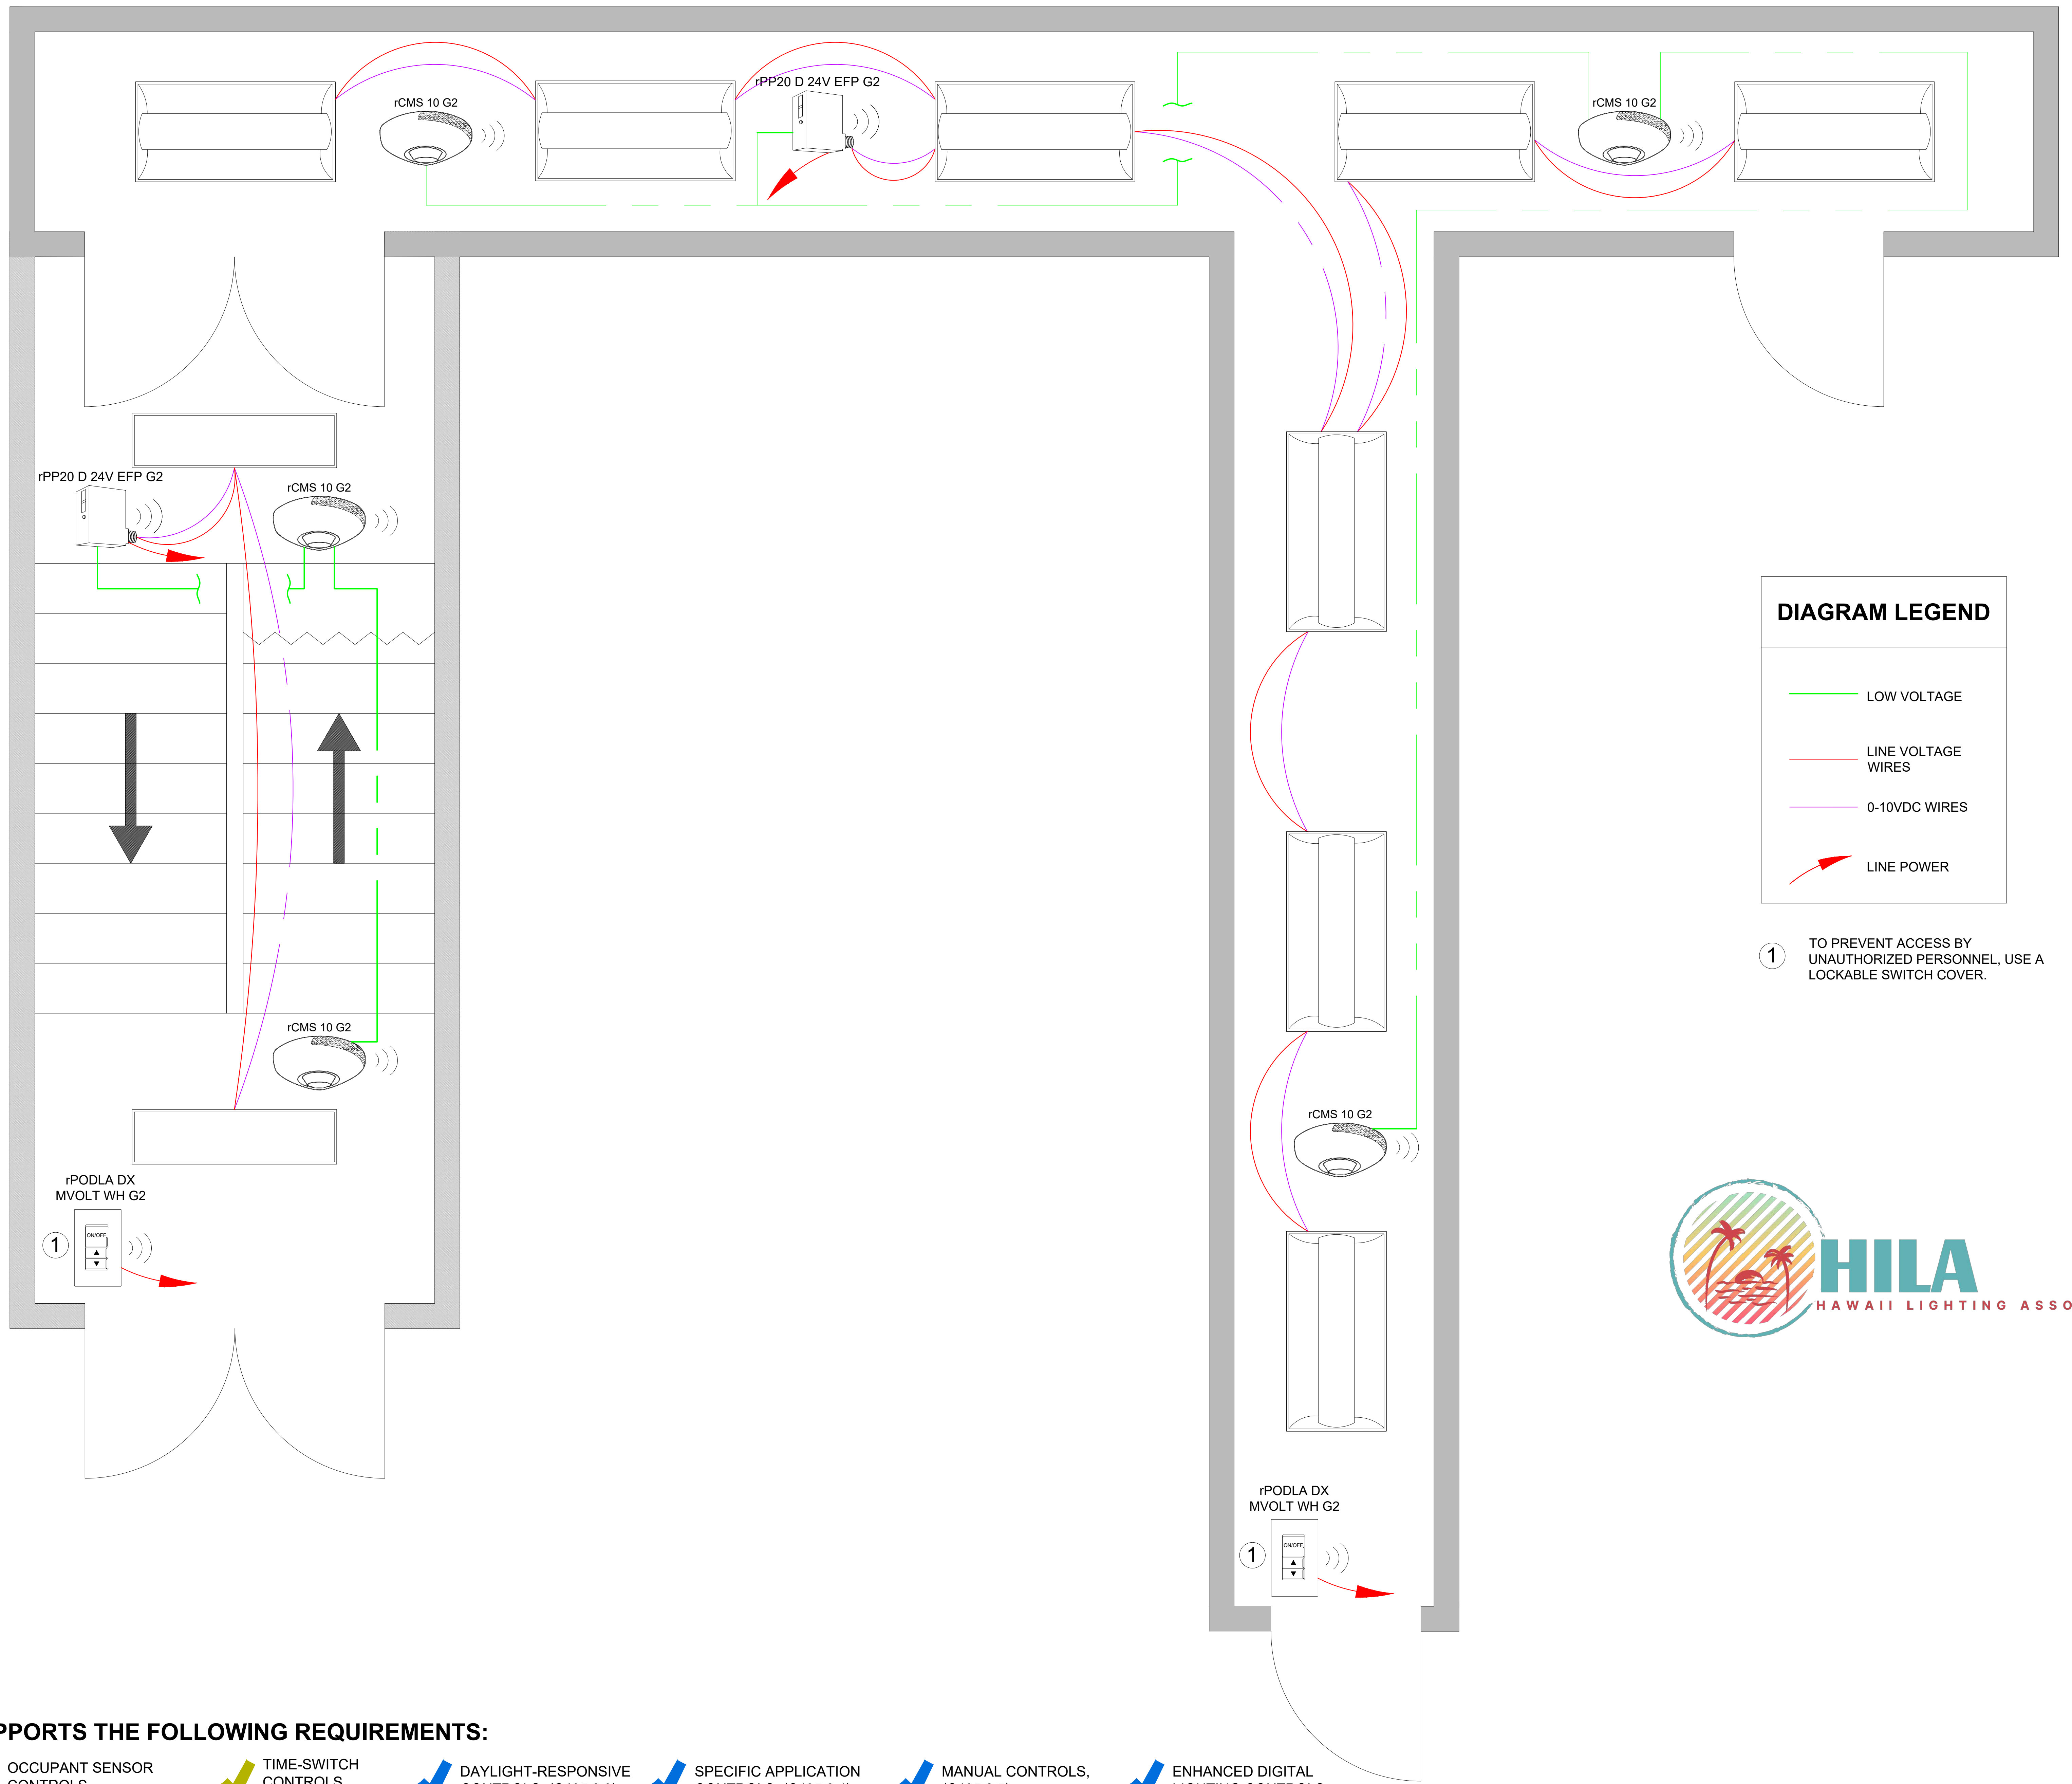 rPP20 D 24V EFP G2
rCMS 10 G2
rCMS 10 G2
rPP20 D 24V EFP G2
rCMS 10 G2
DIAGRAM LEGEND
LOW VOLTAGE
LINE VOLTAGE
WIRES
0-10VDC WIRES
LINE POWER
1
TO PREVENT ACCESS BY
UNAUTHORIZED PERSONNEL, USE A
LOCKABLE SWITCH COVER.
rCMS 10 G2
rCMS 10 G2
rPODLA DX
MVOLT WH G2
1
ON/OFF
HILA
HAWAII LIGHTING ASSO
rPODLA DX
MVOLT WH G2
1
ON/OFF
PPORTS THE FOLLOWING REQUIREMENTS:
OCCUPANT SENSOR
CONTROLS
TIME-SWITCH
CONTROLS
DAYLIGHT-RESPONSIVE
SPECIFIC APPLICATION
MANUAL CONTROLS,
ENHANCED DIGITAL